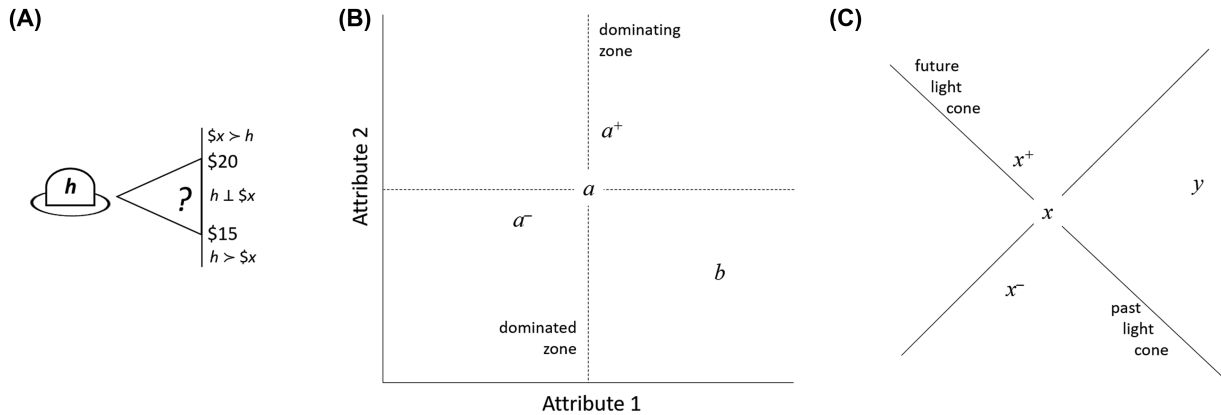 (A)
h
?
$x ≻ h
$20
h ⊥ $x
$15
h ≻ $x
(B)
Attribute 2
dominating
zone
a⁺
a
a⁻
b
dominated
zone
Attribute 1
(C)
future
light
cone
x⁺
x
y
x⁻
past
light
cone